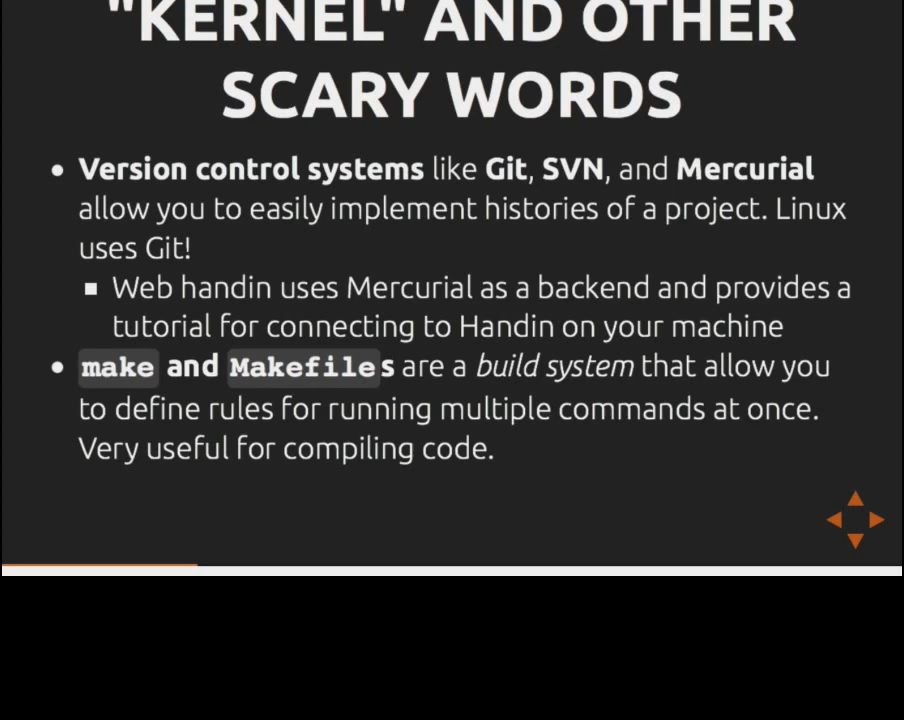 "KERNEL" AND OTHER
SCARY WORDS
Version control systems like Git, SVN, and Mercurial
allow you to easily implement histories of a project. Linux
uses Git!
Web handin uses Mercurial as a backend and provides a
tutorial for connecting to Handin on your machine
make and Makefiles are a build system that allow you
to define rules for running multiple commands at once.
Very useful for compiling code.